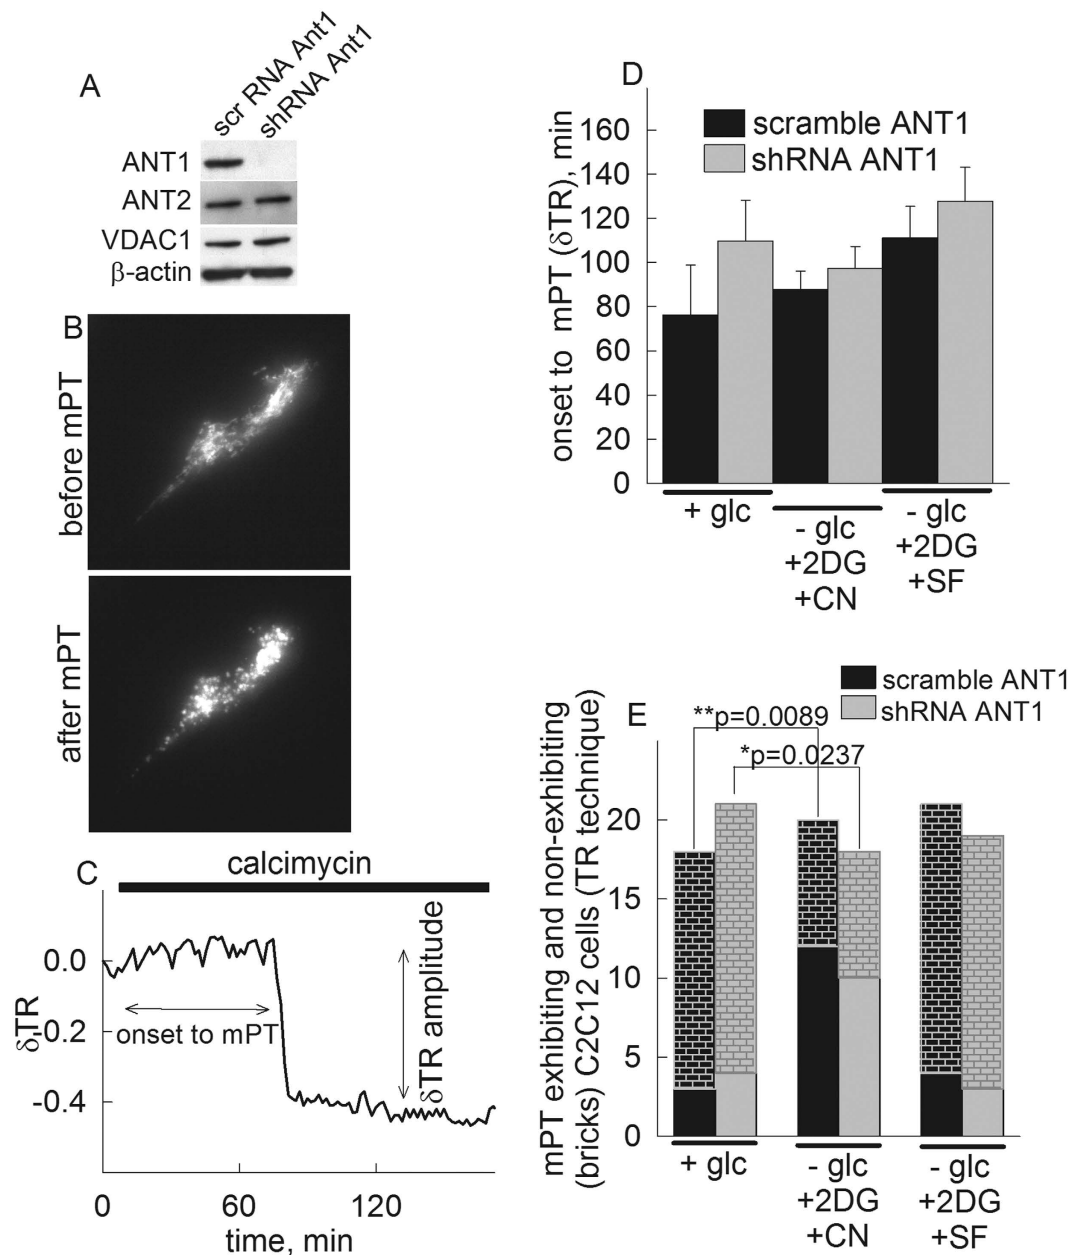 A
scr RNA Ant1
shRNA Ant1
ANT1
ANT2
VDAC1
β-actin
B
before mPT
after mPT
C
calcimycin
δTR
0.0
-0.2
-0.4
onset to mPT
δTR amplitude
0
60
120
time, min
D
scramble ANT1
shRNA ANT1
onset to mPT (δTR), min
160
140
120
100
80
60
40
20
0
+ glc
- glc
+2DG
+CN
- glc
+2DG
+SF
E
scramble ANT1
shRNA ANT1
**p=0.0089
*p=0.0237
mPT exhibiting and non-exhibiting
(bricks) C2C12 cells (TR technique)
20
15
10
5
0
+ glc
- glc
+2DG
+CN
- glc
+2DG
+SF